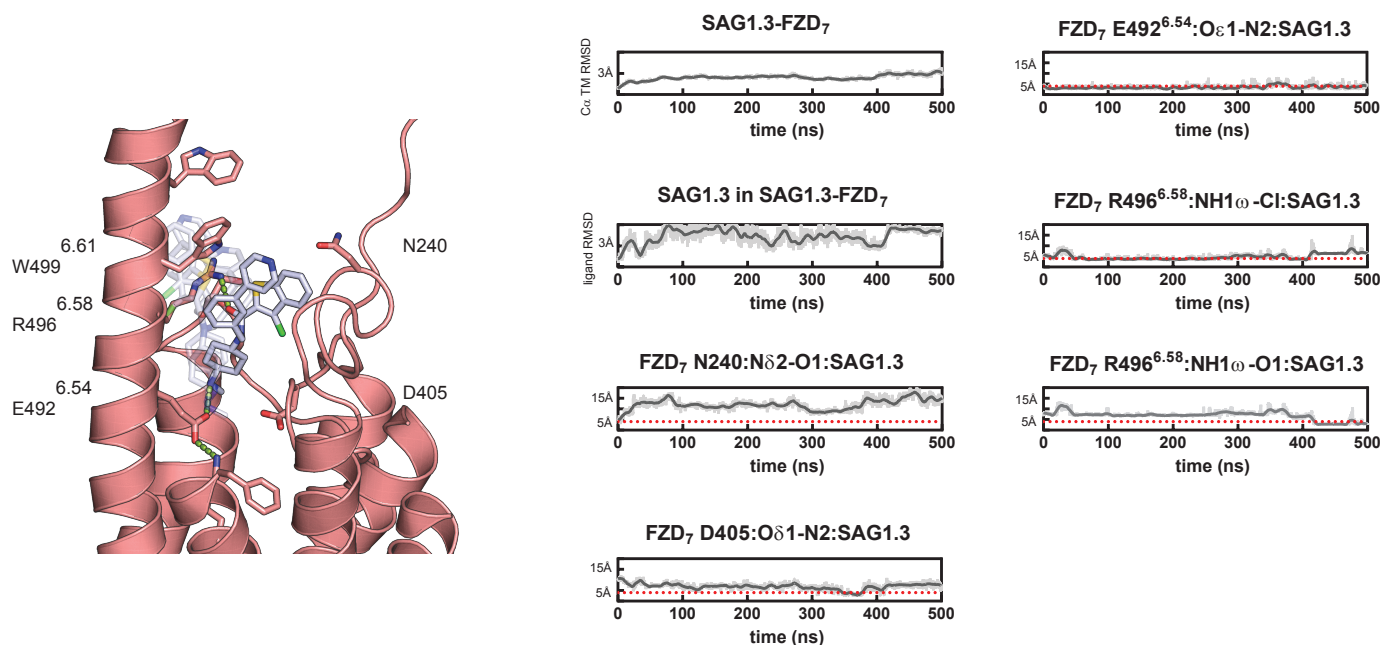 6.61
W499
6.58
R496
6.54
E492
N240
D405
SAG1.3-FZD7
Cα TM RMSD
3Å
0 100 200 300 400 500
time (ns)
SAG1.3 in SAG1.3-FZD7
ligand RMSD
3Å
0 100 200 300 400 500
time (ns)
FZD7 N240:Nδ2-O1:SAG1.3
15Å
5Å
0 100 200 300 400 500
time (ns)
FZD7 D405:Oδ1-N2:SAG1.3
15Å
5Å
0 100 200 300 400 500
time (ns)
FZD7 E4926.54:Oε1-N2:SAG1.3
15Å
5Å
0 100 200 300 400 500
time (ns)
FZD7 R4966.58:NH1ω-Cl:SAG1.3
15Å
5Å
0 100 200 300 400 500
time (ns)
FZD7 R4966.58:NH1ω-O1:SAG1.3
15Å
5Å
0 100 200 300 400 500
time (ns)